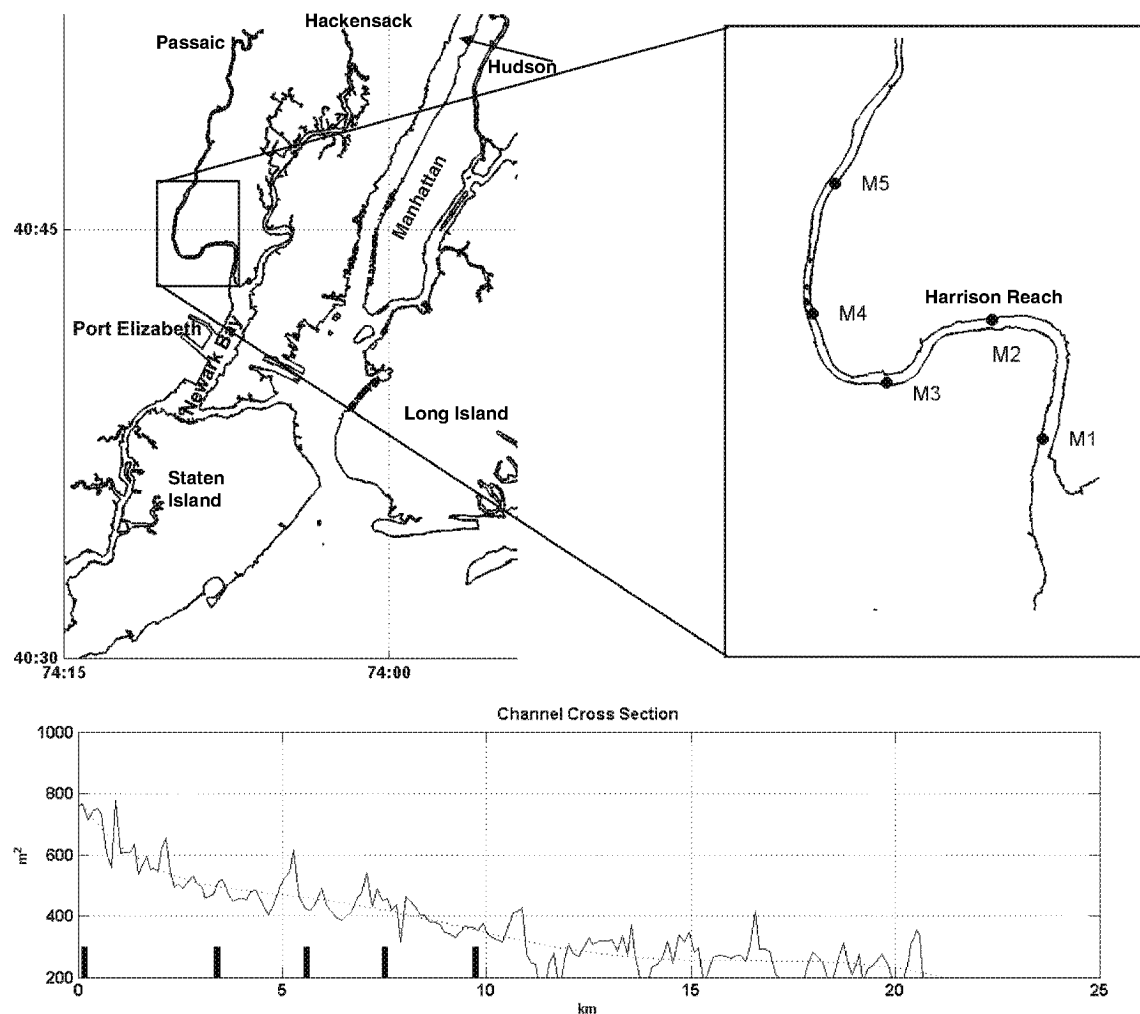 Hackensack
Passaic
Hudson
Manhattan
40:45
Port Elizabeth
Newark Bay
Long Island
Staten
Island
40:30
74:15
74:00
M5
Harrison Reach
M4
M2
M3
M1
Channel Cross Section
1000
800
600
400
200
m²
0
5
10
15
20
25
km